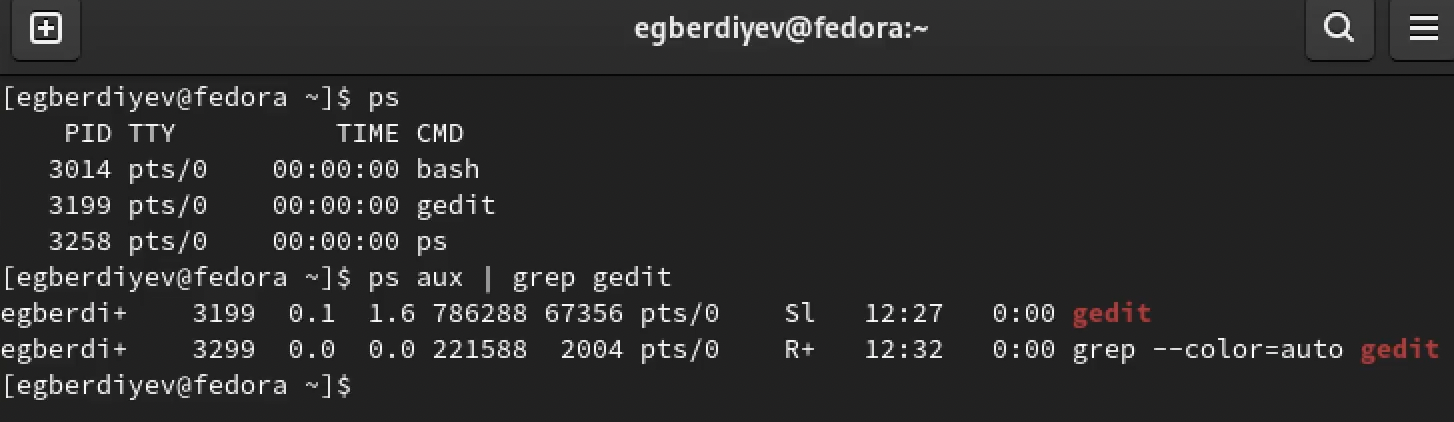 egberdiyev@fedora:~
[egberdiyev@fedora ~]$ ps
    PID TTY          TIME CMD
   3014 pts/0    00:00:00 bash
   3199 pts/0    00:00:00 gedit
   3258 pts/0    00:00:00 ps
[egberdiyev@fedora ~]$ ps aux | grep gedit
egberdi+    3199  0.1  1.6 786288 67356 pts/0    Sl   12:27   0:00 gedit
egberdi+    3299  0.0  0.0 221588  2004 pts/0    R+   12:32   0:00 grep --color=auto gedit
[egberdiyev@fedora ~]$